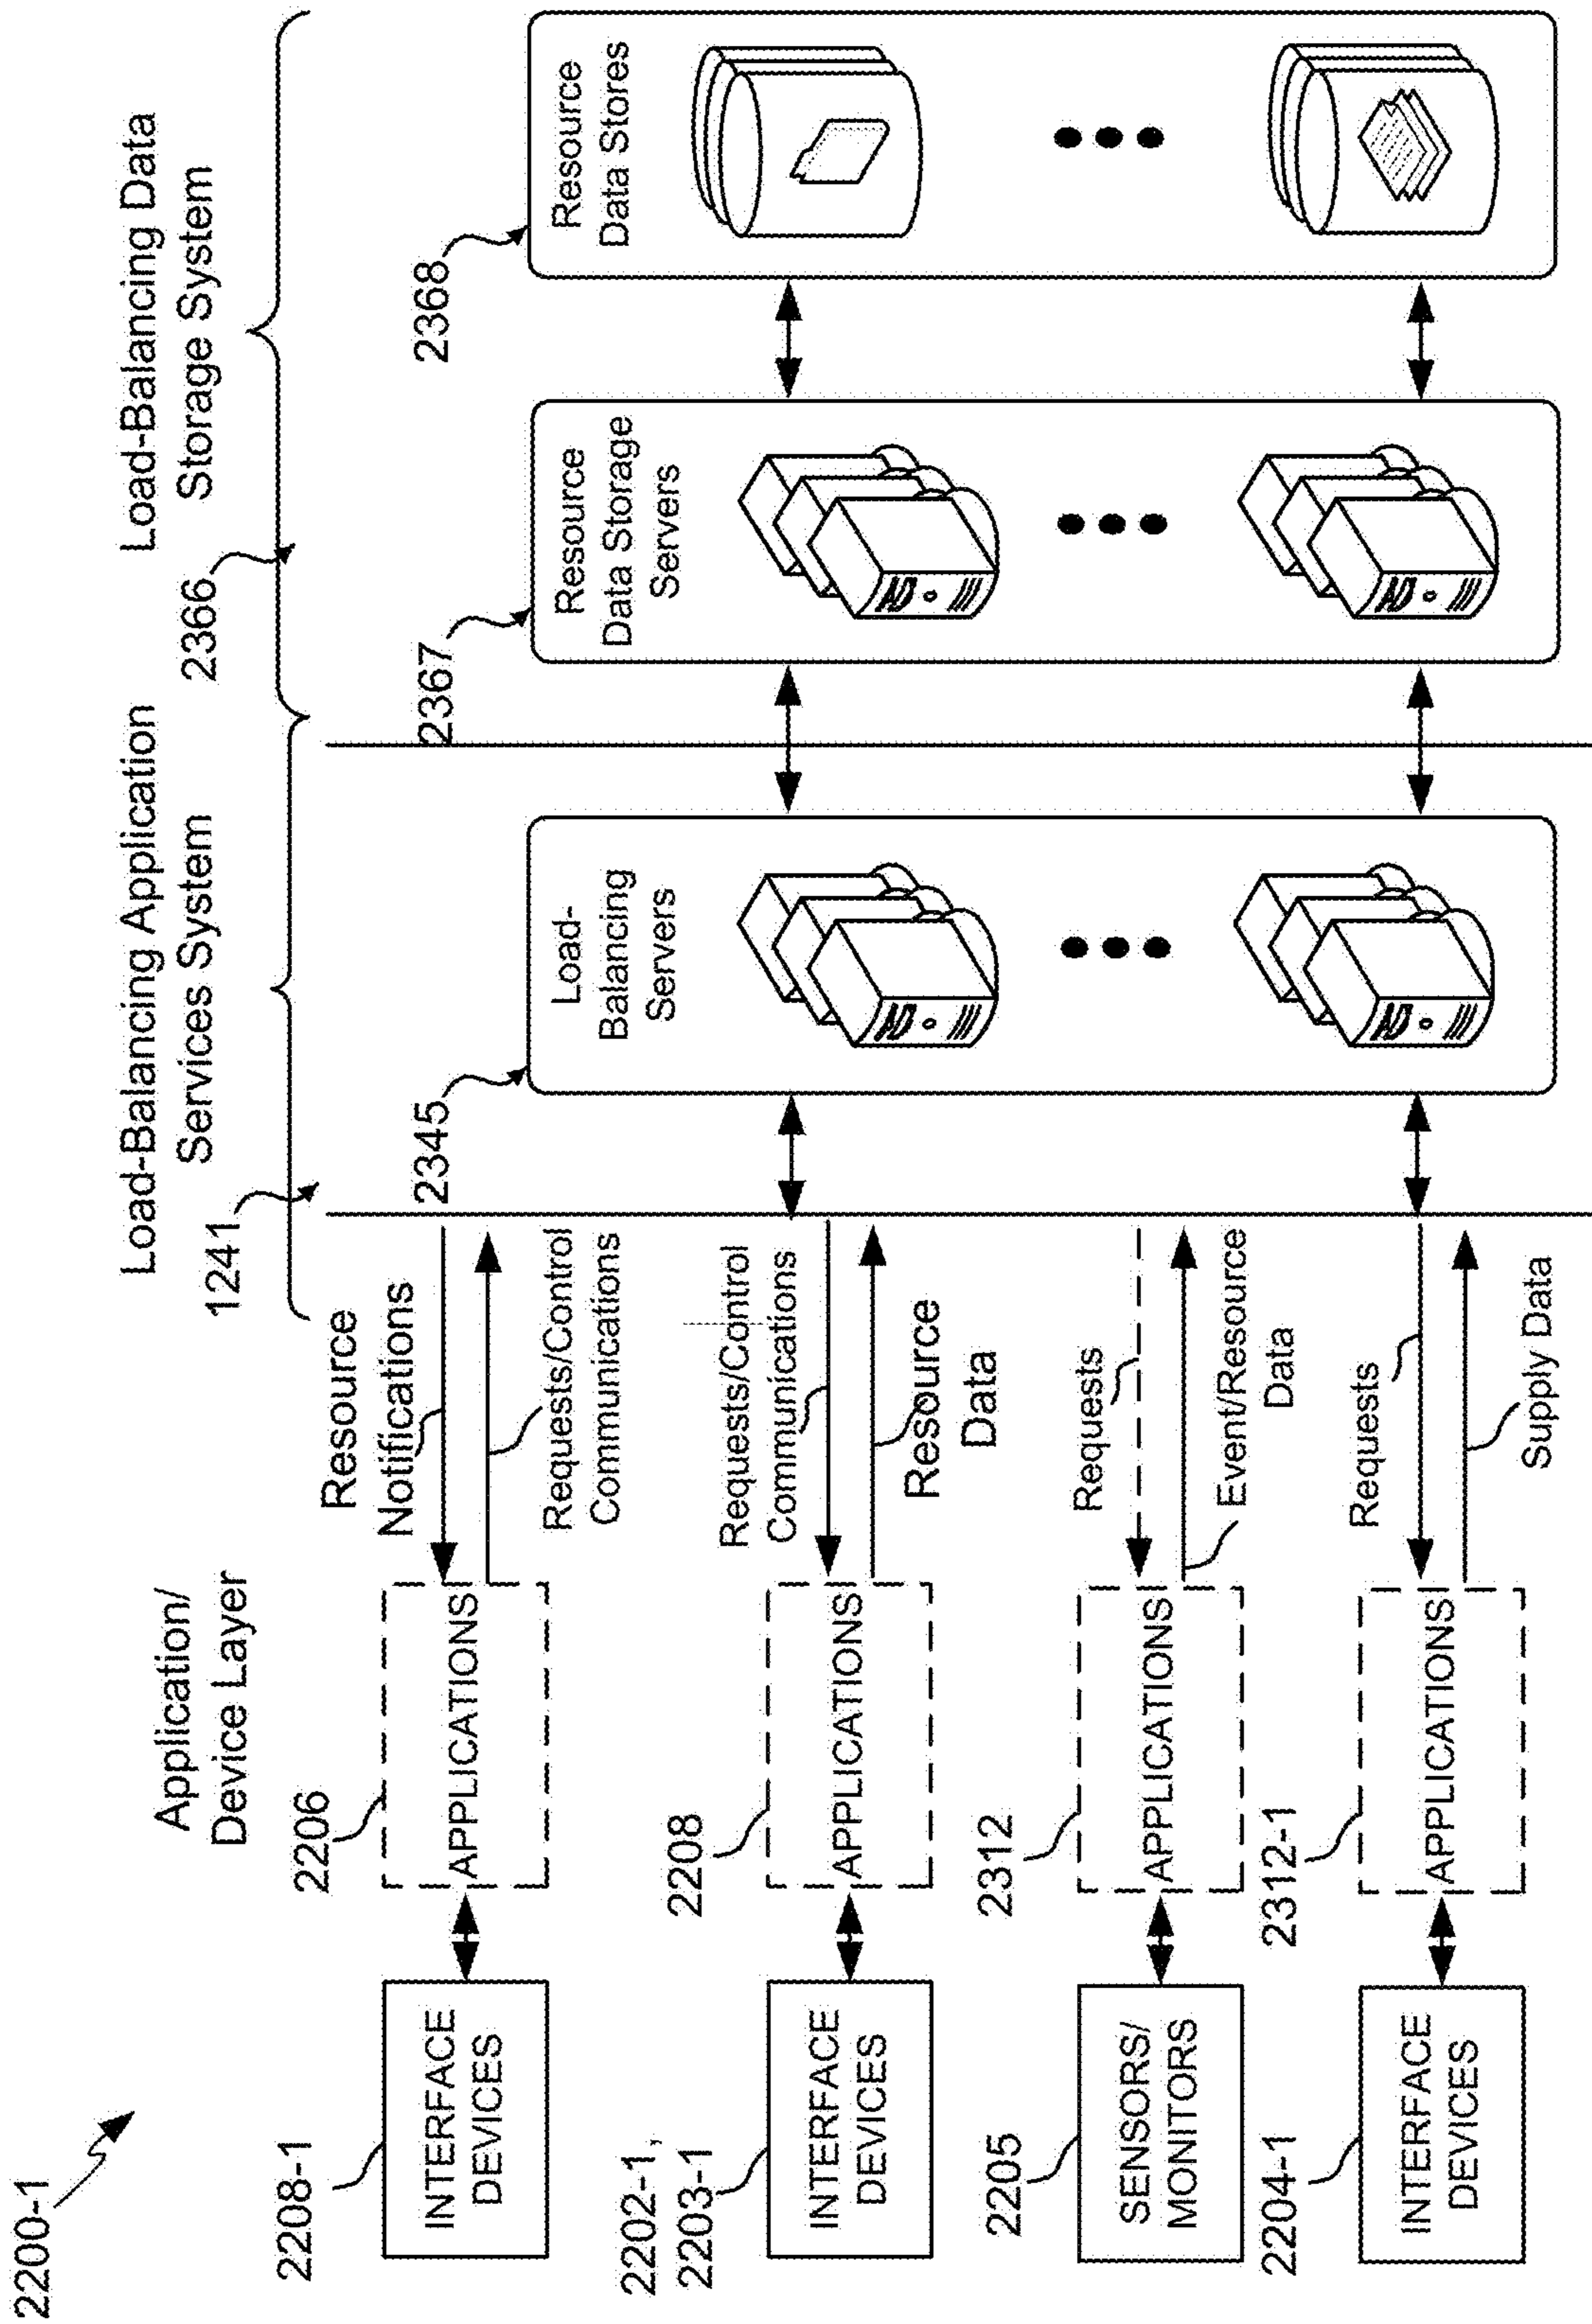 2200-1
Application/
Device Layer
Load-Balancing Application
Services System
Load-Balancing Data
Storage System
1241
2366
2208-1
INTERFACE
DEVICES
2206
APPLICATIONS
Resource
Notifications
Requests/Control
Communications
2202-1,
2203-1
INTERFACE
DEVICES
2208
APPLICATIONS
Requests/Control
Communications
Resource
Data
2205
SENSORS/
MONITORS
2312
APPLICATIONS
Requests
Event/Resource
Data
2204-1
INTERFACE
DEVICES
2312-1
APPLICATIONS
Requests
Supply Data
2345
Load-
Balancing
Servers
2367
Resource
Data Storage
Servers
2368
Resource
Data Stores